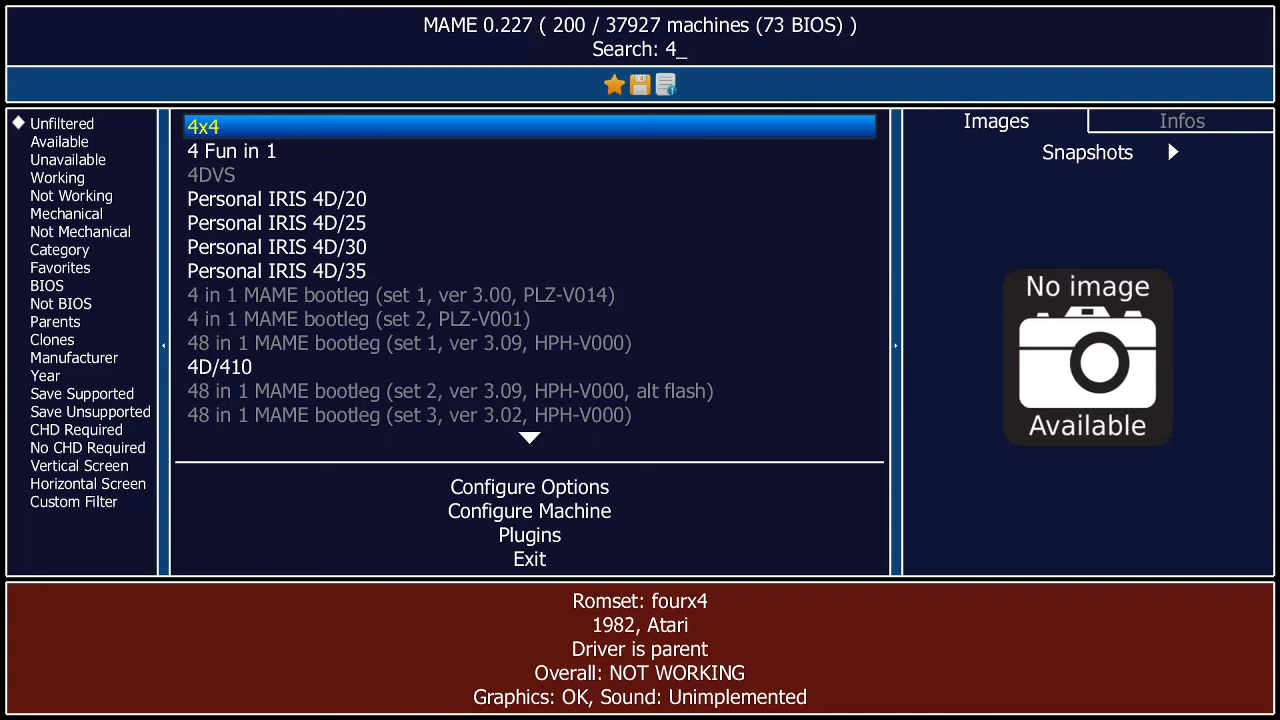 MAME 0.227 ( 200 / 37927 machines (73 BIOS) )
Search: 4_
Unfiltered
Available
Unavailable
Working
Not Working
Mechanical
Not Mechanical
Category
Favorites
BIOS
Not BIOS
Parents
Clones
Manufacturer
Year
Save Supported
Save Unsupported
CHD Required
No CHD Required
Vertical Screen
Horizontal Screen
Custom Filter
4x4
4 Fun in 1
4DVS
Personal IRIS 4D/20
Personal IRIS 4D/25
Personal IRIS 4D/30
Personal IRIS 4D/35
4 in 1 MAME bootleg (set 1, ver 3.00, PLZ-V014)
4 in 1 MAME bootleg (set 2, PLZ-V001)
48 in 1 MAME bootleg (set 1, ver 3.09, HPH-V000)
4D/410
48 in 1 MAME bootleg (set 2, ver 3.09, HPH-V000, alt flash)
48 in 1 MAME bootleg (set 3, ver 3.02, HPH-V000)
Configure Options
Configure Machine
Plugins
Exit
Images Infos
Snapshots
No image
Available
Romset: fourx4
1982, Atari
Driver is parent
Overall: NOT WORKING
Graphics: OK, Sound: Unimplemented